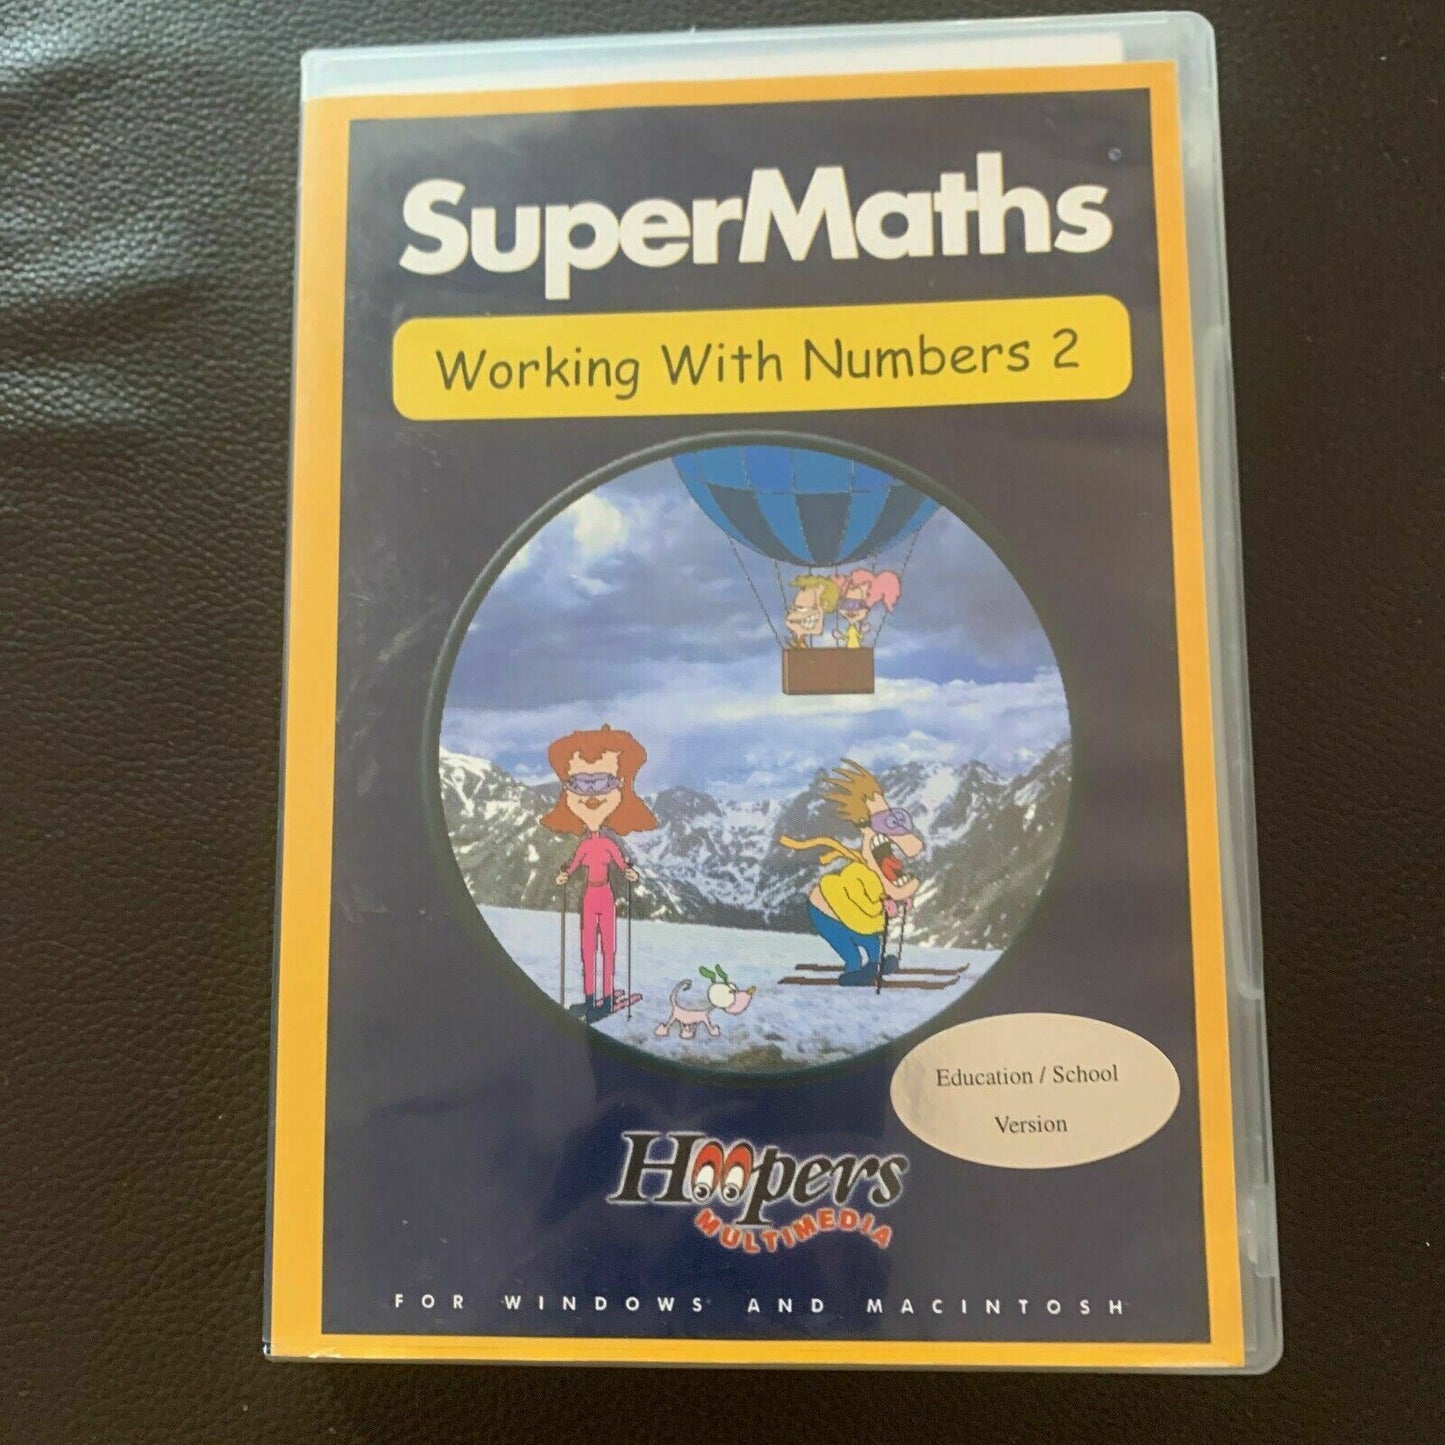 SuperMaths
Working With Numbers 2
Education / School
Version
Hoopers
MULTIMEDIA
FOR WINDOWS AND MACINTOSH